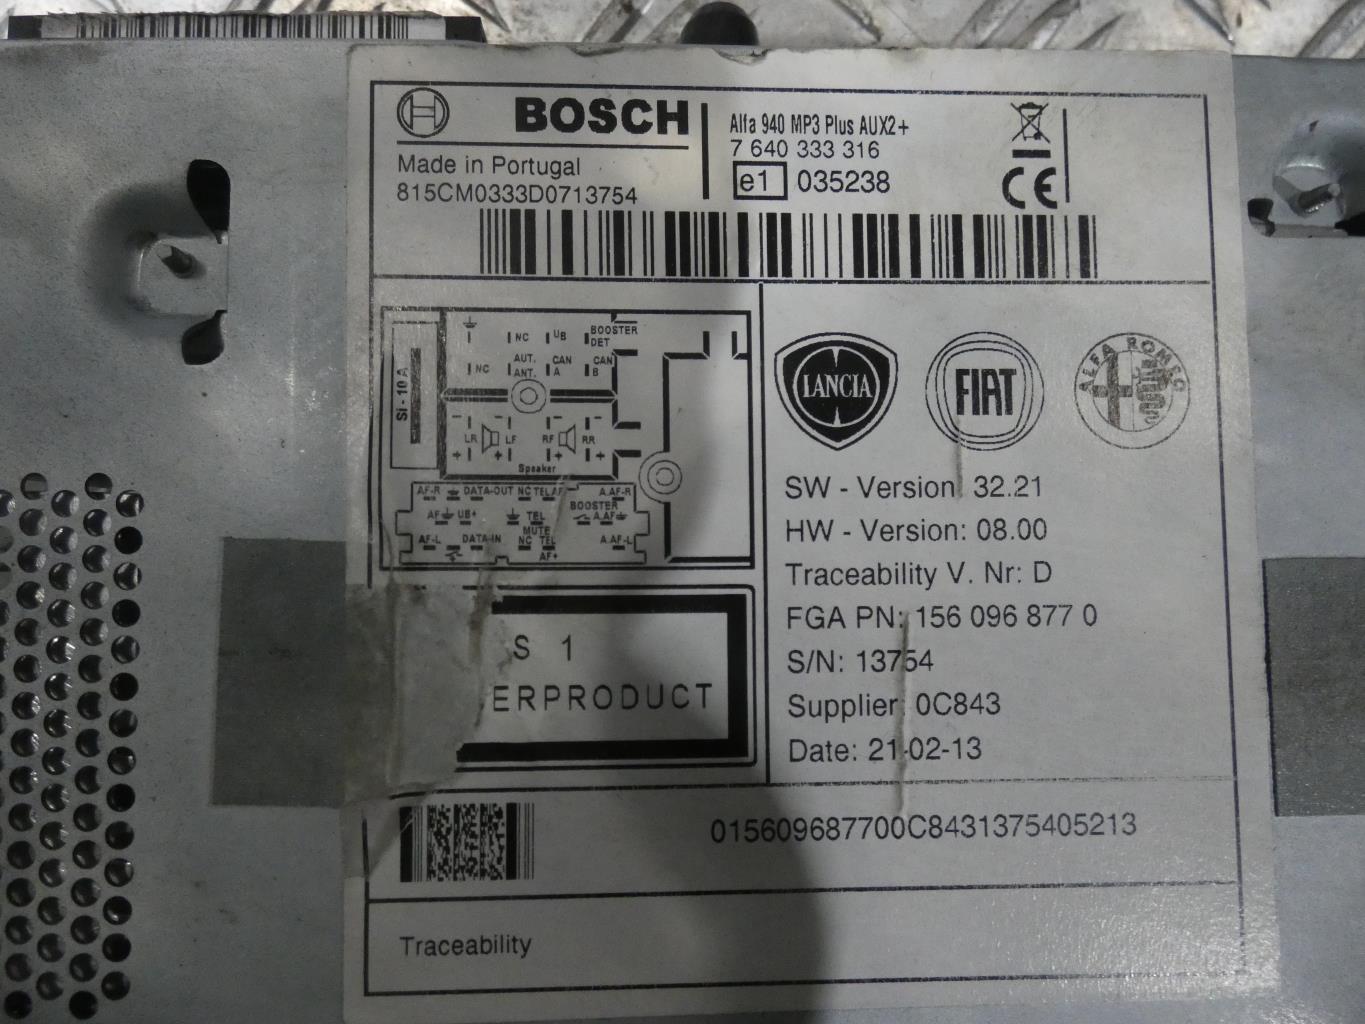 BOSCH
Made in Portugal
815CM0333D0713754
Alfa 940 MP3 Plus AUX2+
7 640 333 316
e1 035238
CE
Si - 10 A
NC UB BOOSTER DET
NC AUT. ANT. CAN A CAN B
LR LF RF RR
Speaker
AF-R DATA-OUT NC TEL AF A.AF-R
AF UB+ TEL MUTE BOOSTER A.AF
AF-L DATA-IN NC TEL AF+ A.AF-L
LANCIA
FIAT
ALFA ROMEO
SW - Version 32.21
HW - Version: 08.00
Traceability V. Nr: D
FGA PN: 156 096 877 0
S/N: 13754
Supplier 0C843
Date: 21-02-13
S 1
ERPRODUCT
015609687700C8431375405213
Traceability